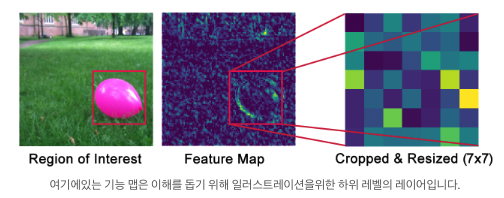 Region of Interest
Feature Map
Cropped & Resized (7x7)
여기에있는 기능 맵은 이해를 돕기 위해 일러스트레이션을위한 하위 레벨의 레이어입니다.